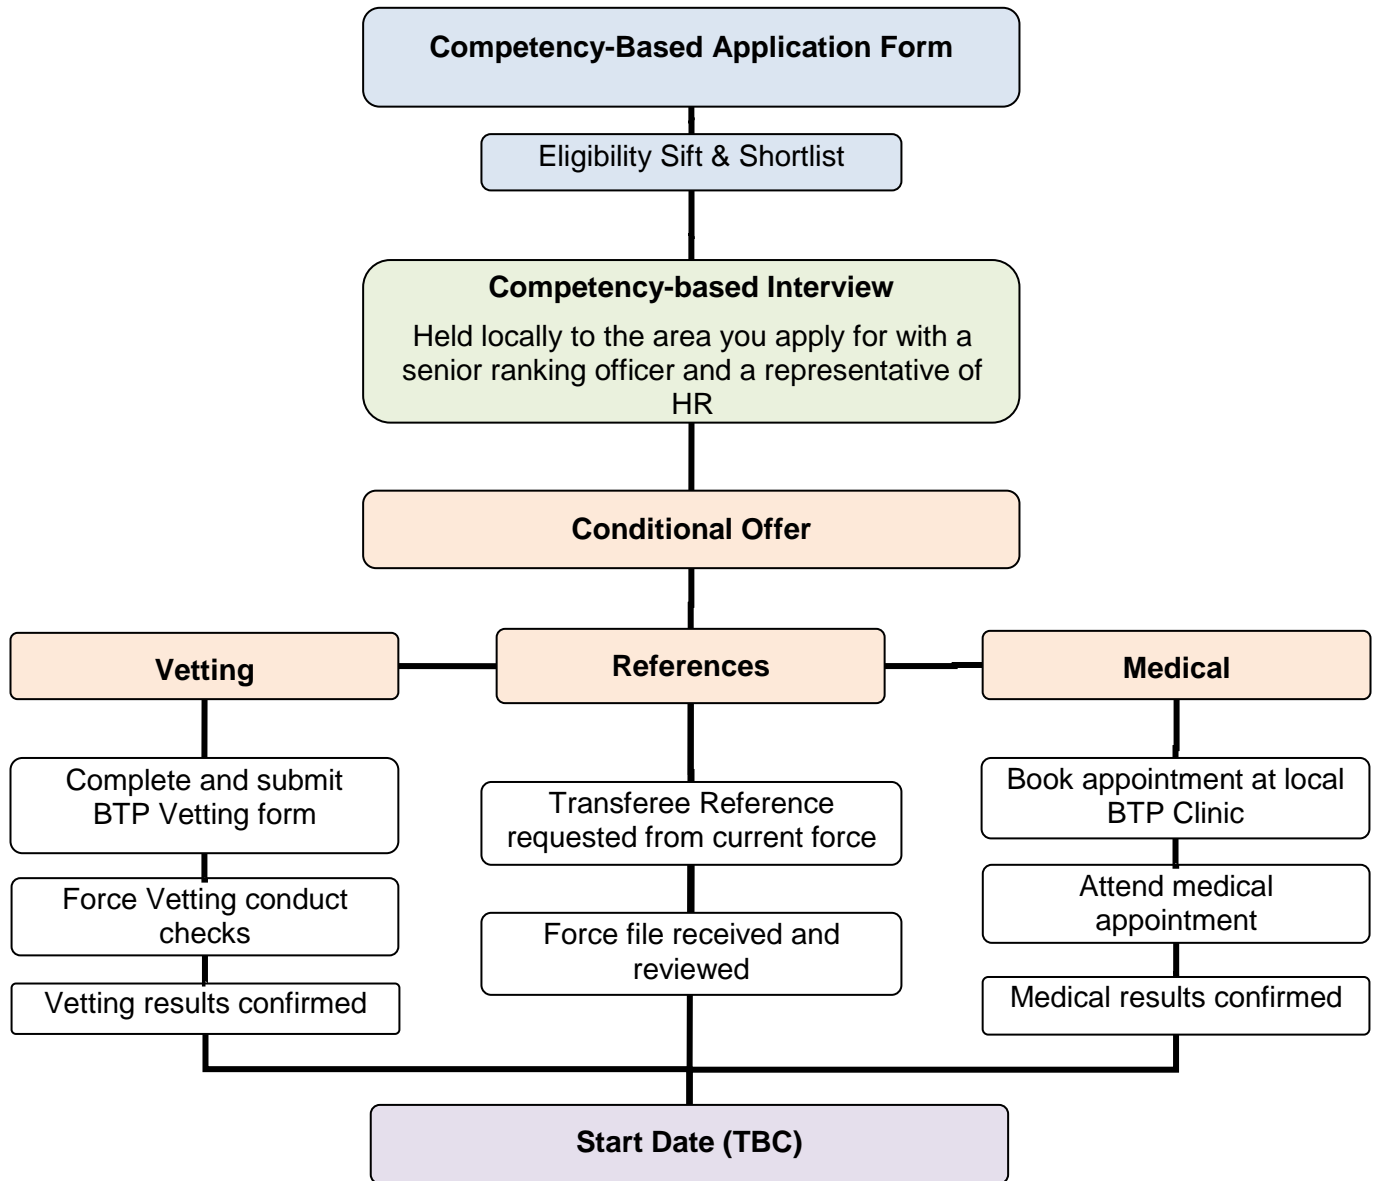 Competency-Based Application Form
Eligibility Sift & Shortlist
Competency-based Interview
Held locally to the area you apply for with a
senior ranking officer and a representative of
HR
Conditional Offer
Vetting
References
Medical
Complete and submit
BTP Vetting form
Force Vetting conduct
checks
Vetting results confirmed
Transferee Reference
requested from current force
Force file received and
reviewed
Book appointment at local
BTP Clinic
Attend medical
appointment
Medical results confirmed
Start Date (TBC)